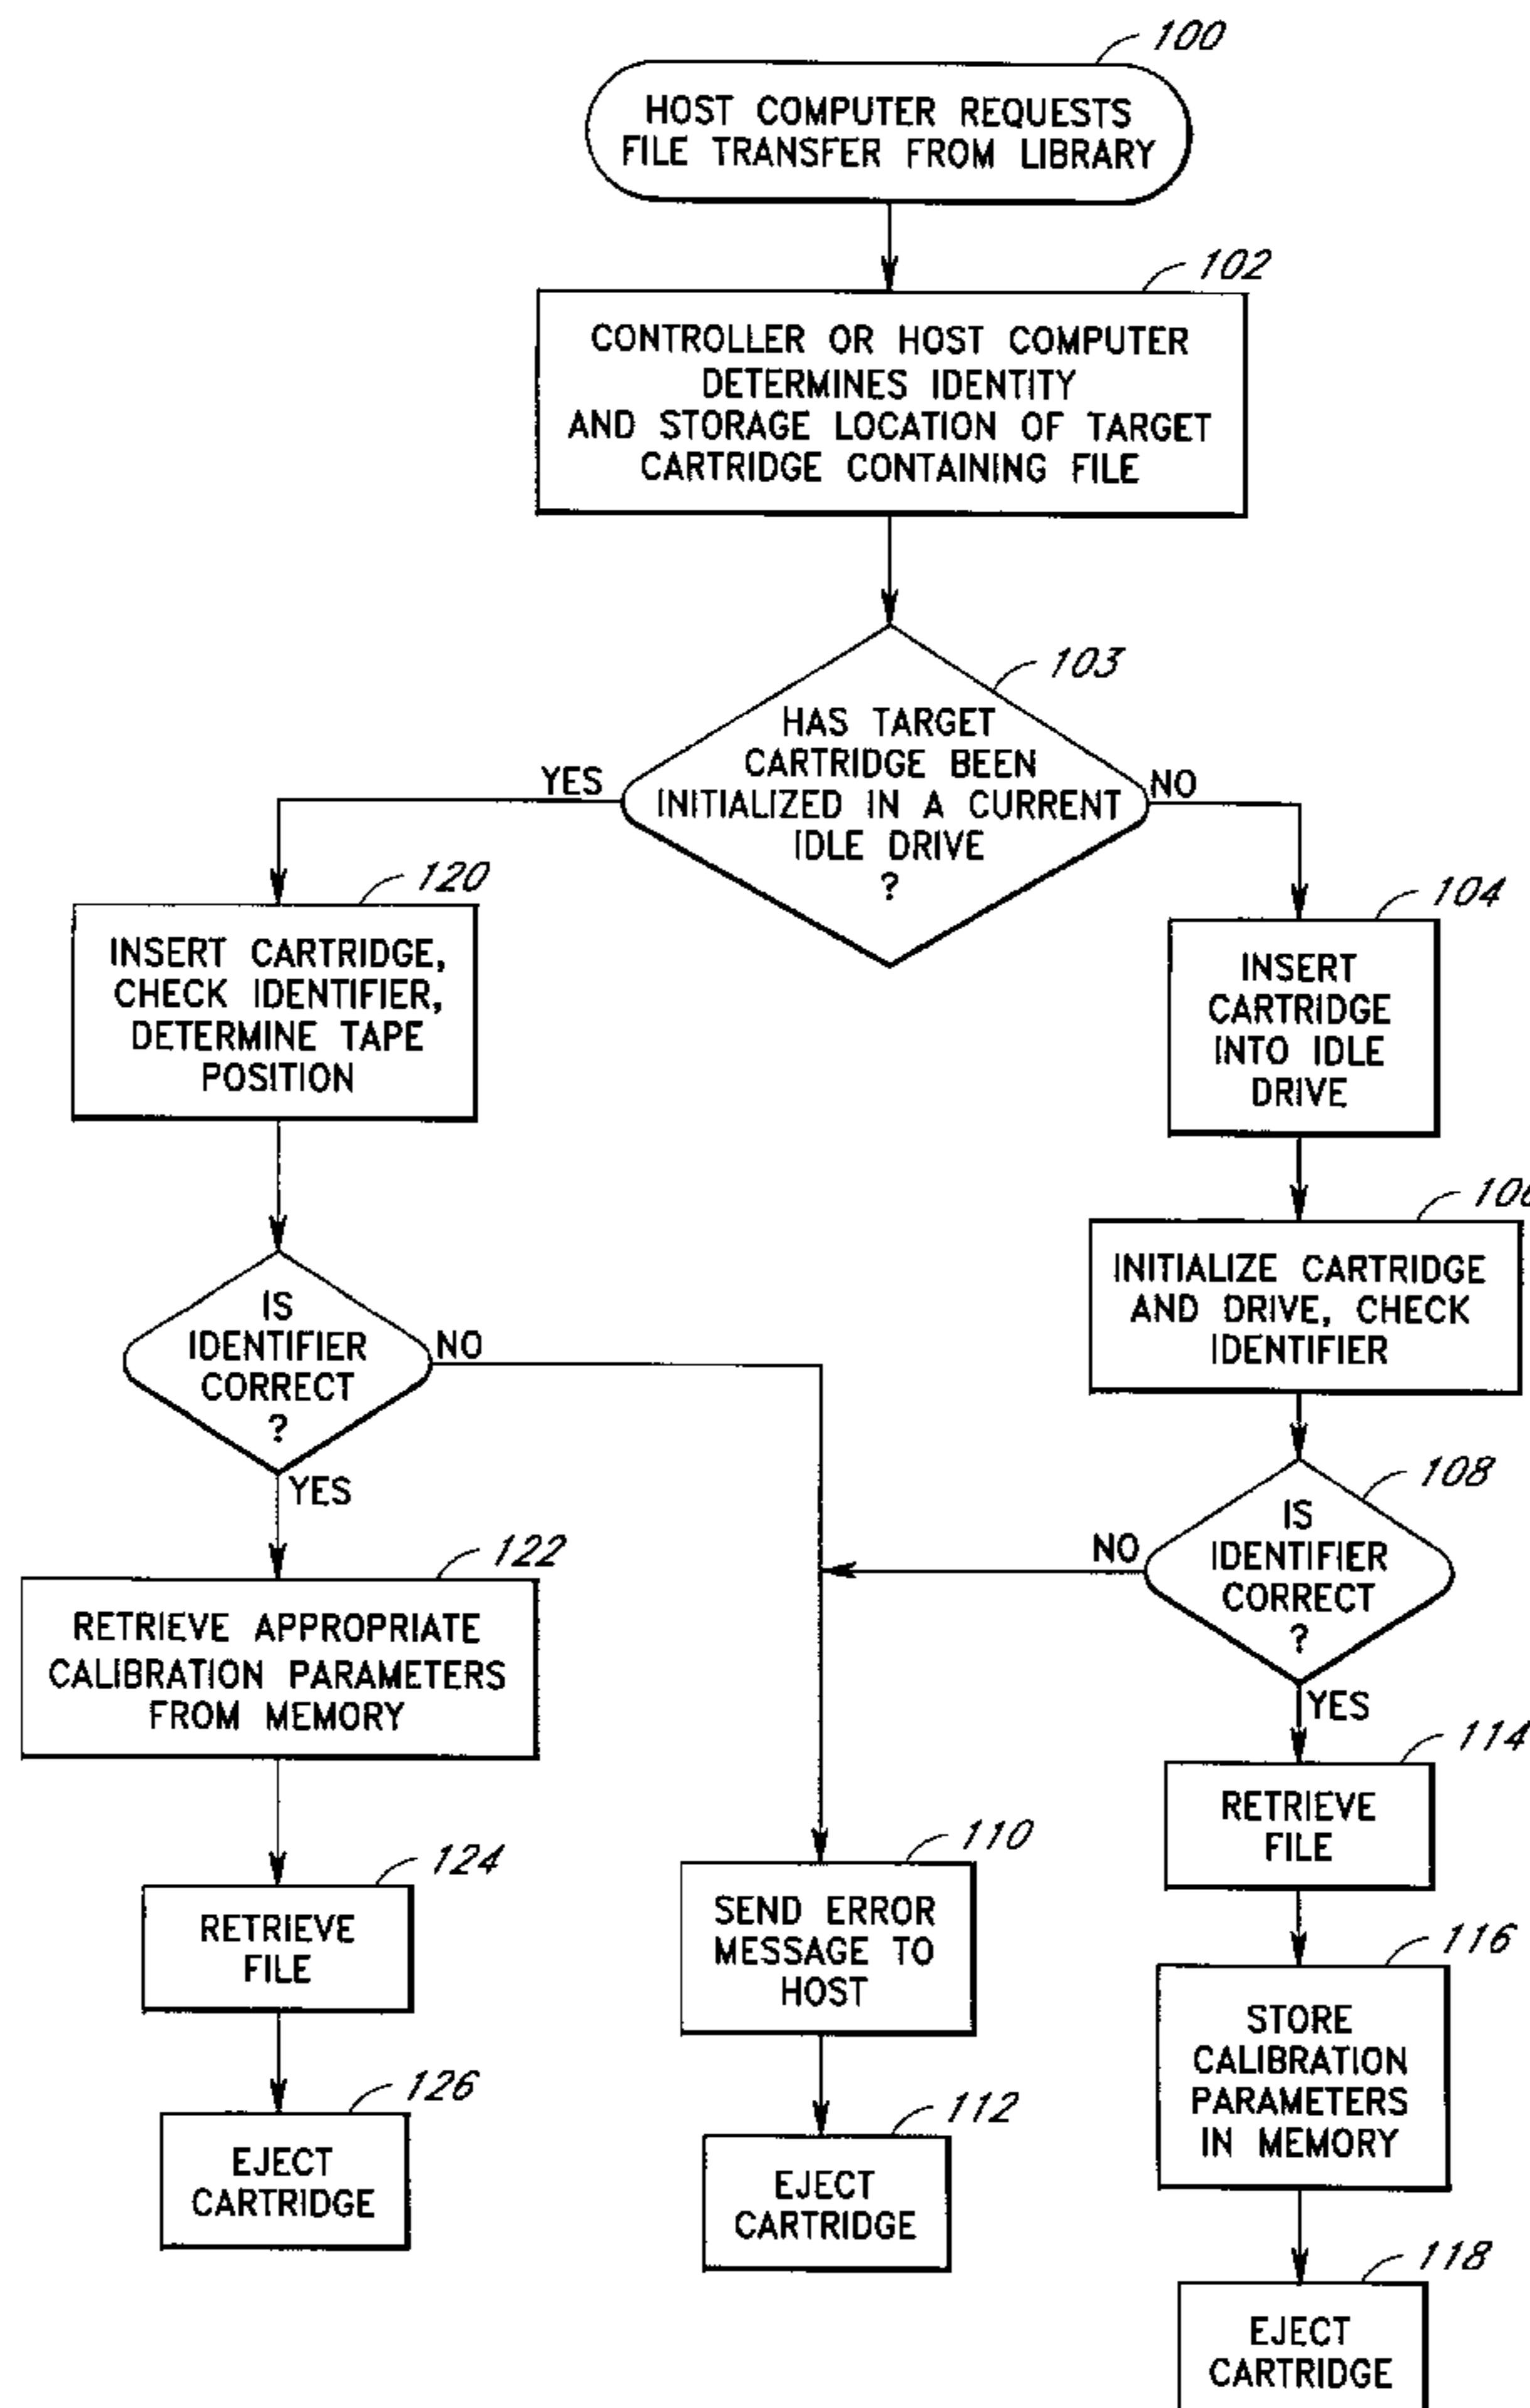 100
HOST COMPUTER REQUESTS
FILE TRANSFER FROM LIBRARY
102
CONTROLLER OR HOST COMPUTER
DETERMINES IDENTITY
AND STORAGE LOCATION OF TARGET
CARTRIDGE CONTAINING FILE
103
HAS TARGET
CARTRIDGE BEEN
INITIALIZED IN A CURRENT
IDLE DRIVE
?
YES
NO
120
INSERT CARTRIDGE,
CHECK IDENTIFIER,
DETERMINE TAPE
POSITION
104
INSERT
CARTRIDGE
INTO IDLE
DRIVE
106
INITIALIZE CARTRIDGE
AND DRIVE, CHECK
IDENTIFIER
IS
IDENTIFIER
CORRECT
?
NO
YES
108
IS
IDENTIFIER
CORRECT
?
NO
YES
122
RETRIEVE APPROPRIATE
CALIBRATION PARAMETERS
FROM MEMORY
114
RETRIEVE
FILE
124
RETRIEVE
FILE
110
SEND ERROR
MESSAGE TO
HOST
116
STORE
CALIBRATION
PARAMETERS
IN MEMORY
126
EJECT
CARTRIDGE
112
EJECT
CARTRIDGE
118
EJECT
CARTRIDGE